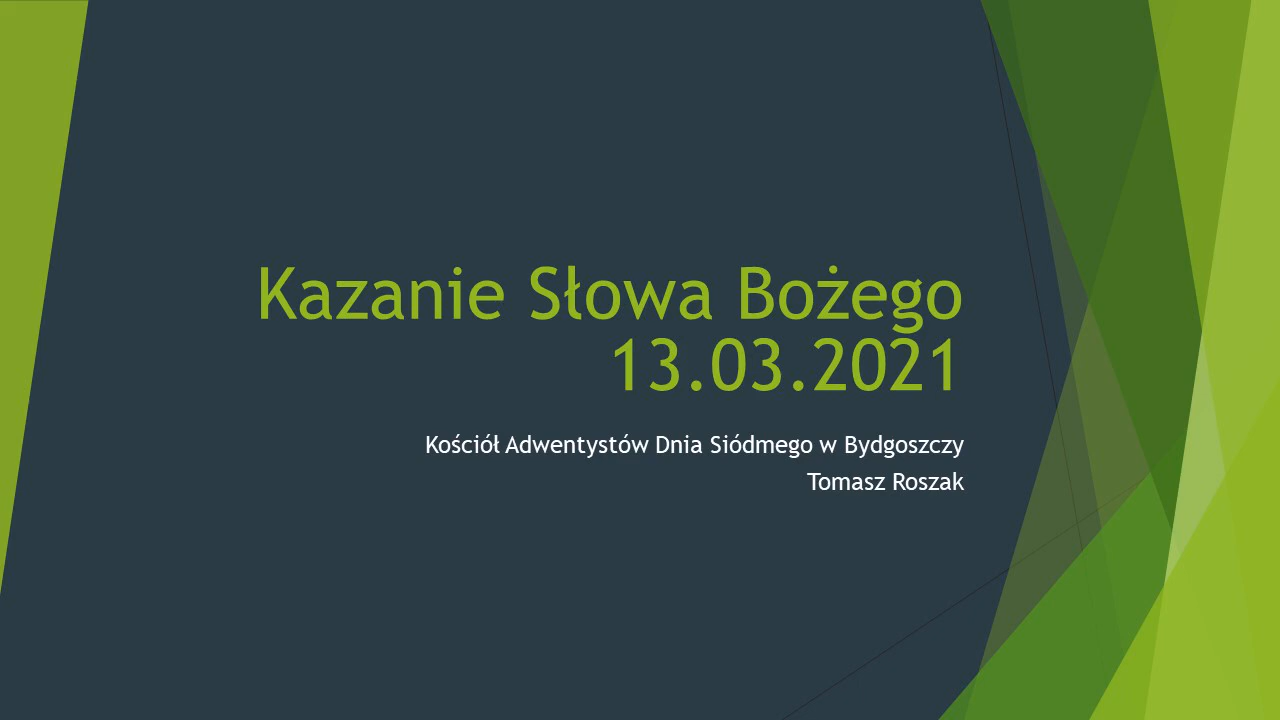 Kazanie Słowa Bożego
13.03.2021
Kościół Adwentystów Dnia Siódmego w Bydgoszczy
Tomasz Roszak